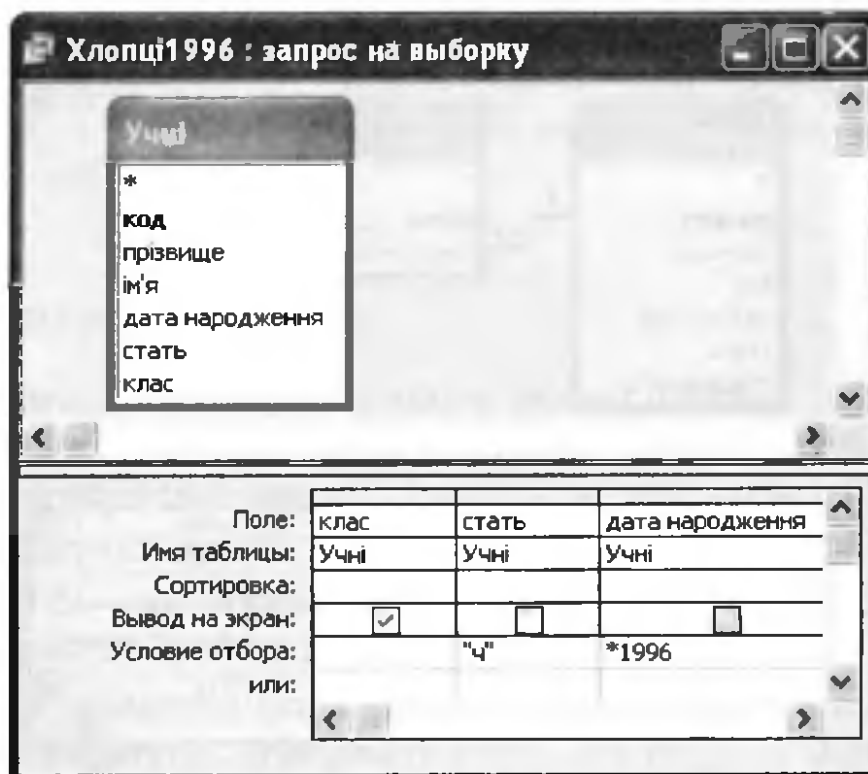 Хлопці1996 : запрос на выборку
Учні
*
код
прізвище
ім'я
дата народження
стать
клас
Поле: клас стать дата народження
Имя таблицы: Учні Учні Учні
Сортировка:
Вывод на экран:
Условие отбора: "ч" *1996
или: